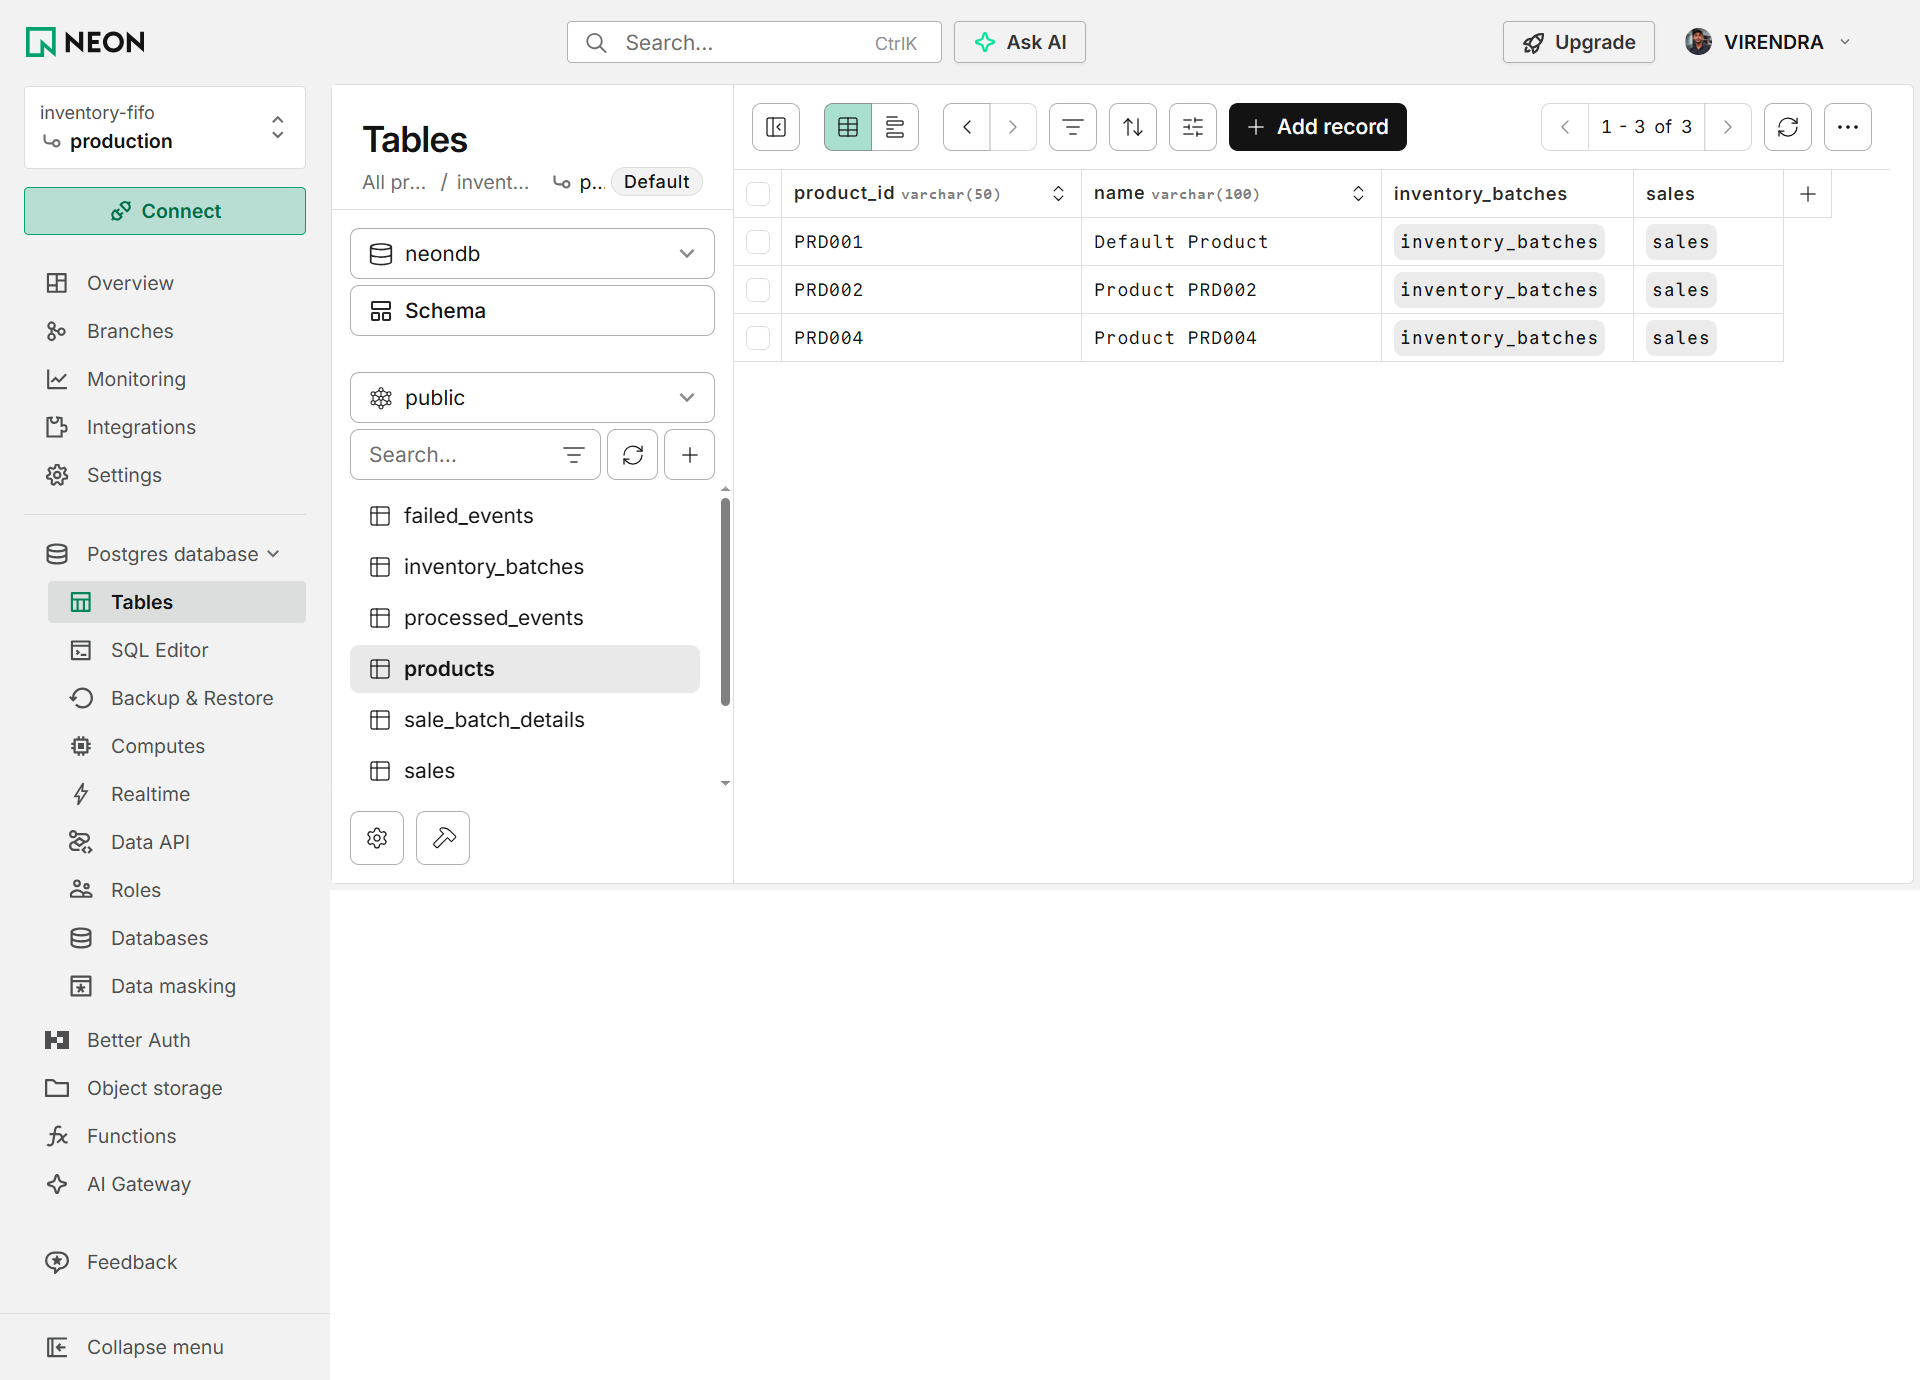 NEON
Search...
CtrlK
Ask AI
Upgrade
VIRENDRA
inventory-fifo
production
Connect
Overview
Branches
Monitoring
Integrations
Settings
Postgres database
Tables
SQL Editor
Backup & Restore
Computes
Realtime
Data API
Roles
Databases
Data masking
Better Auth
Object storage
Functions
AI Gateway
Feedback
Collapse menu
Tables
All pr... / invent... p... Default
neondb
Schema
public
Search...
failed_events
inventory_batches
processed_events
products
sale_batch_details
sales
Add record
1 - 3 of 3
product_id varchar(50) name varchar(100) inventory_batches sales
PRD001 Default Product inventory_batches sales
PRD002 Product PRD002 inventory_batches sales
PRD004 Product PRD004 inventory_batches sales